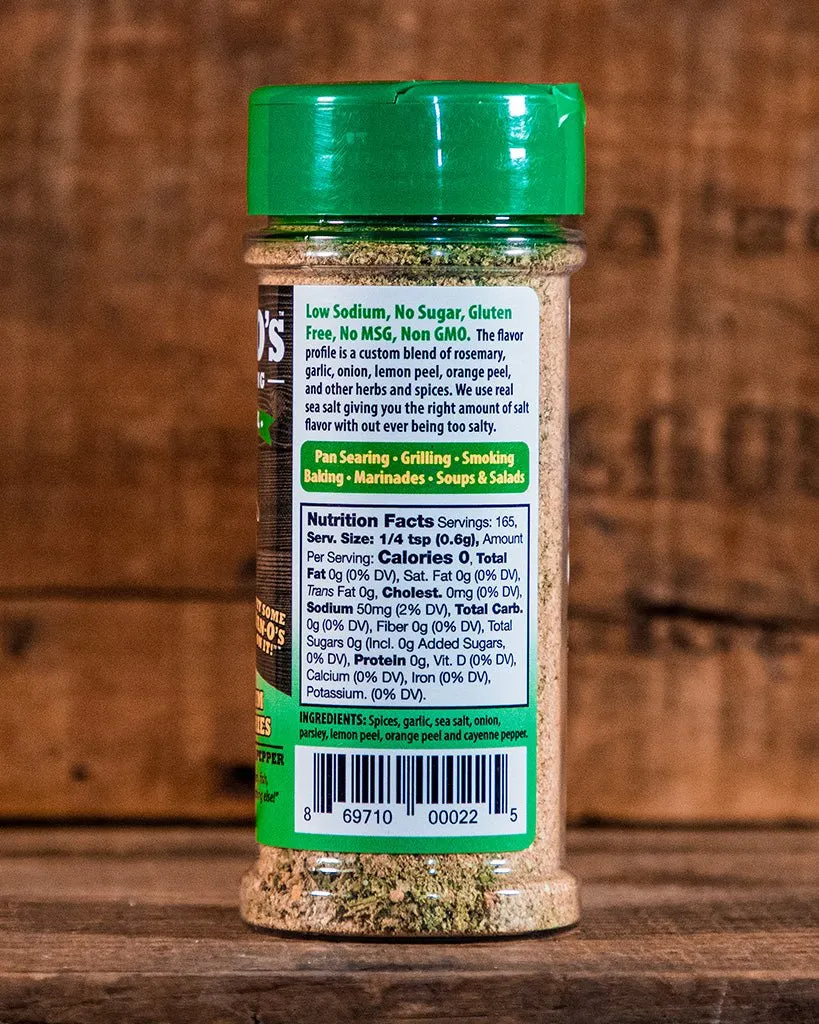 O's
Low Sodium, No Sugar, Gluten
Free, No MSG, Non GMO. The flavor
profile is a custom blend of rosemary,
garlic, onion, lemon peel, orange peel,
and other herbs and spices. We use real
sea salt giving you the right amount of salt
flavor with out ever being too salty.
Pan Searing • Grilling • Smoking
Baking • Marinades • Soups & Salads
Nutrition Facts Servings: 165,
Serv. Size: 1/4 tsp (0.6g), Amount
Per Serving: Calories 0, Total
Fat 0g (0% DV), Sat. Fat 0g (0% DV),
Trans Fat 0g, Cholest. 0mg (0% DV),
Sodium 50mg (2% DV), Total Carb.
0g (0% DV), Fiber 0g (0% DV), Total
Sugars 0g (Incl. 0g Added Sugars,
0% DV), Protein 0g, Vit. D (0% DV),
Calcium (0% DV), Iron (0% DV),
Potassium. (0% DV).
SOME
-O'S
IT!"
INGREDIENTS: Spices, garlic, sea salt, onion,
parsley, lemon peel, orange peel and cayenne pepper.
PEPPER
else!"
8 69710 00022 5